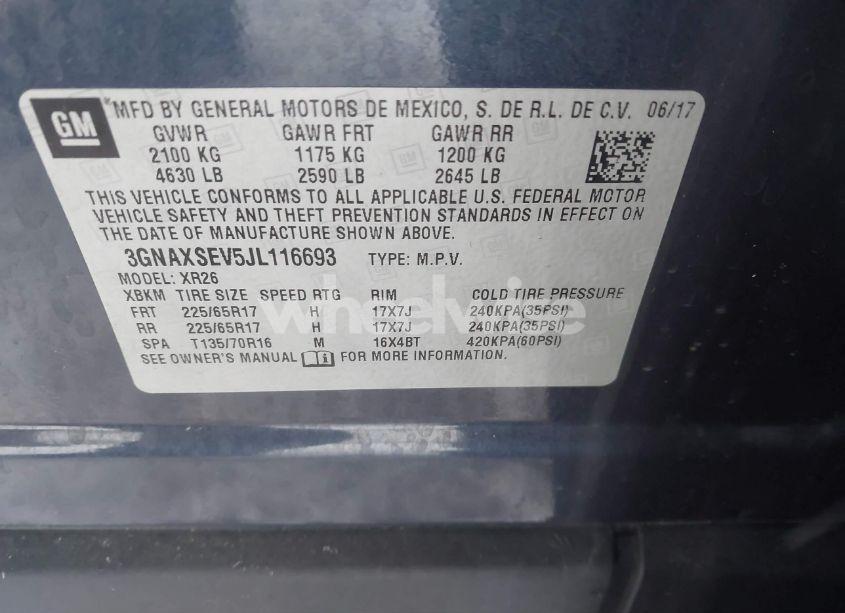 GM
MFD BY GENERAL MOTORS DE MEXICO, S. DE R.L. DE C.V. 06/17
GVWR GAWR FRT GAWR RR
2100 KG 1175 KG 1200 KG
4630 LB 2590 LB 2645 LB
THIS VEHICLE CONFORMS TO ALL APPLICABLE U.S. FEDERAL MOTOR
VEHICLE SAFETY AND THEFT PREVENTION STANDARDS IN EFFECT ON
THE DATE OF MANUFACTURE SHOWN ABOVE.
3GNAXSEV5JL116693 TYPE: M.P.V.
MODEL: XR26
XBKM TIRE SIZE SPEED RTG RIM COLD TIRE PRESSURE
FRT 225/65R17 H 17X7J 240KPA(35PSI)
RR 225/65R17 H 17X7J 240KPA(35PSI)
SPA T135/70R16 M 16X4BT 420KPA(60PSI)
SEE OWNER'S MANUAL FOR MORE INFORMATION.